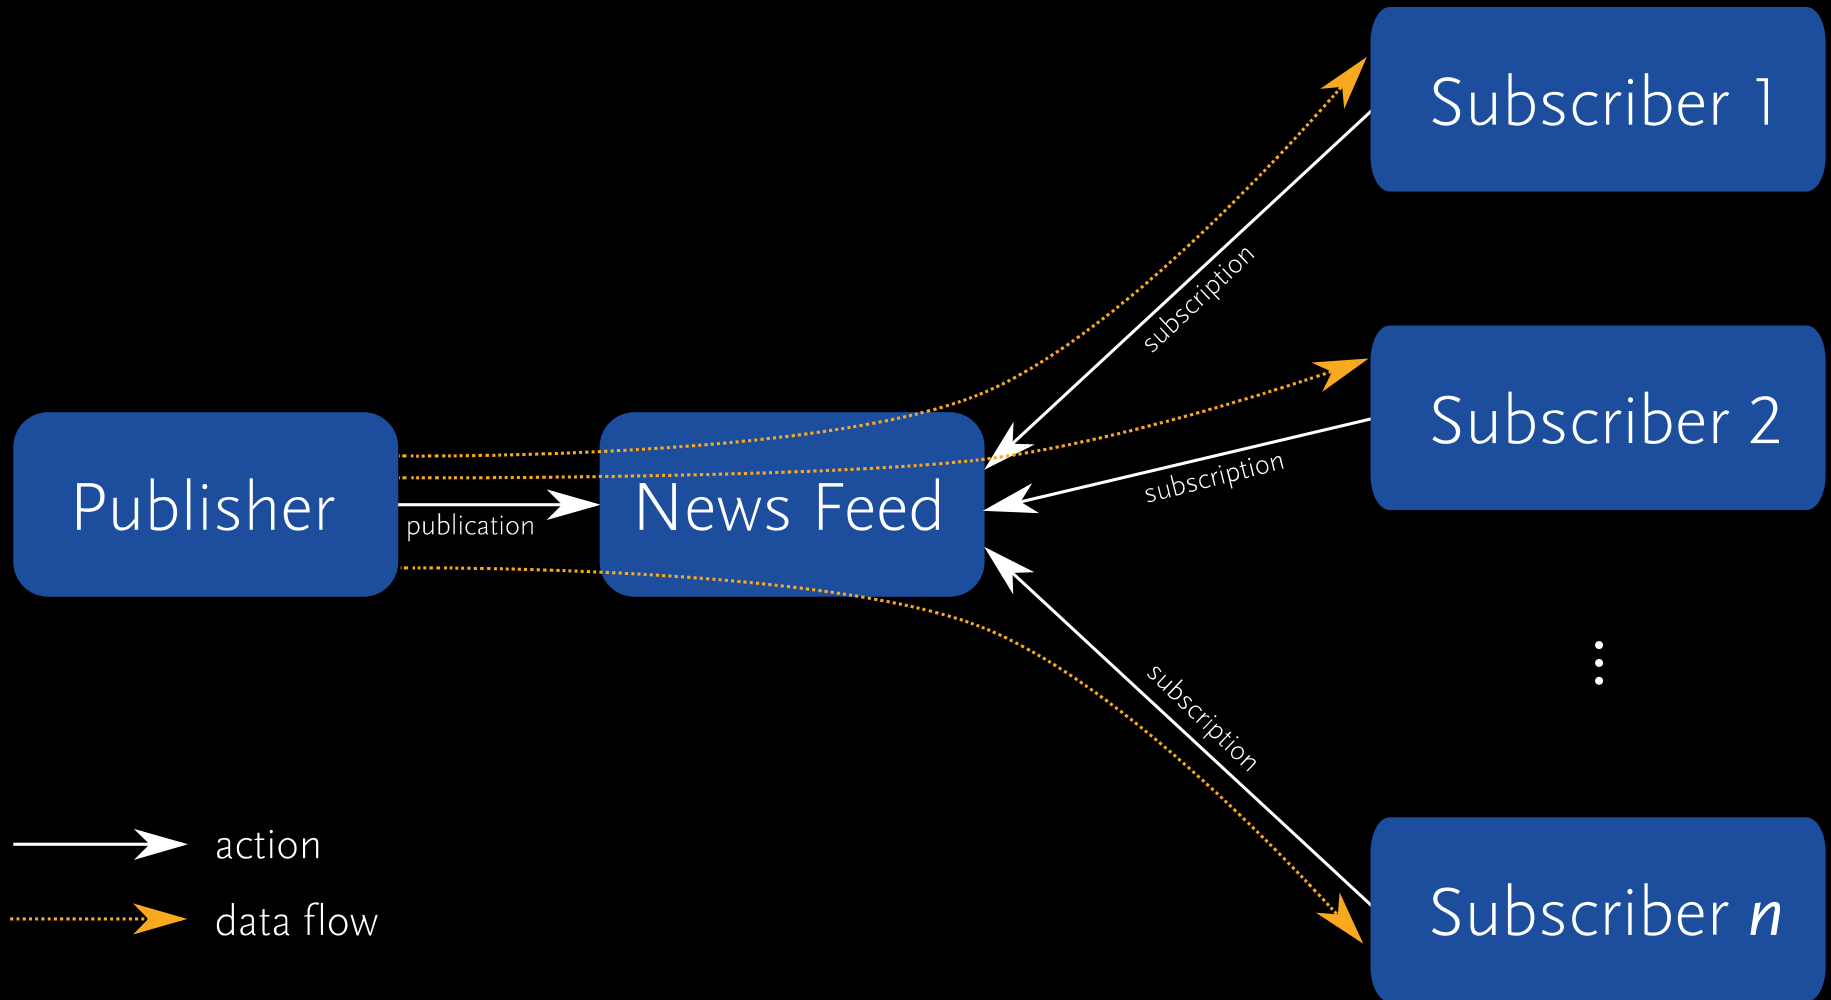 Subscriber 1
subscription
Subscriber 2
subscription
Publisher
publication
News Feed
subscription
Subscriber n
action
data flow